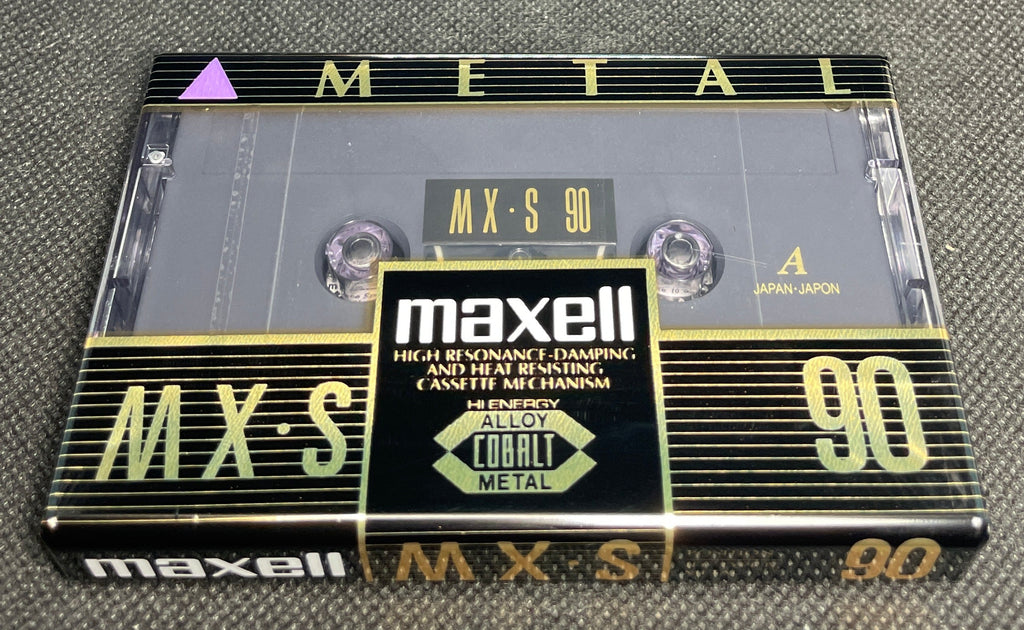 METAL
MX·S 90
A
JAPAN·JAPON
maxell
HIGH RESONANCE-DAMPING
AND HEAT RESISTING
CASSETTE MECHANISM
HI ENERGY
ALLOY
COBALT
METAL
MX·S
90
maxell MX·S 90